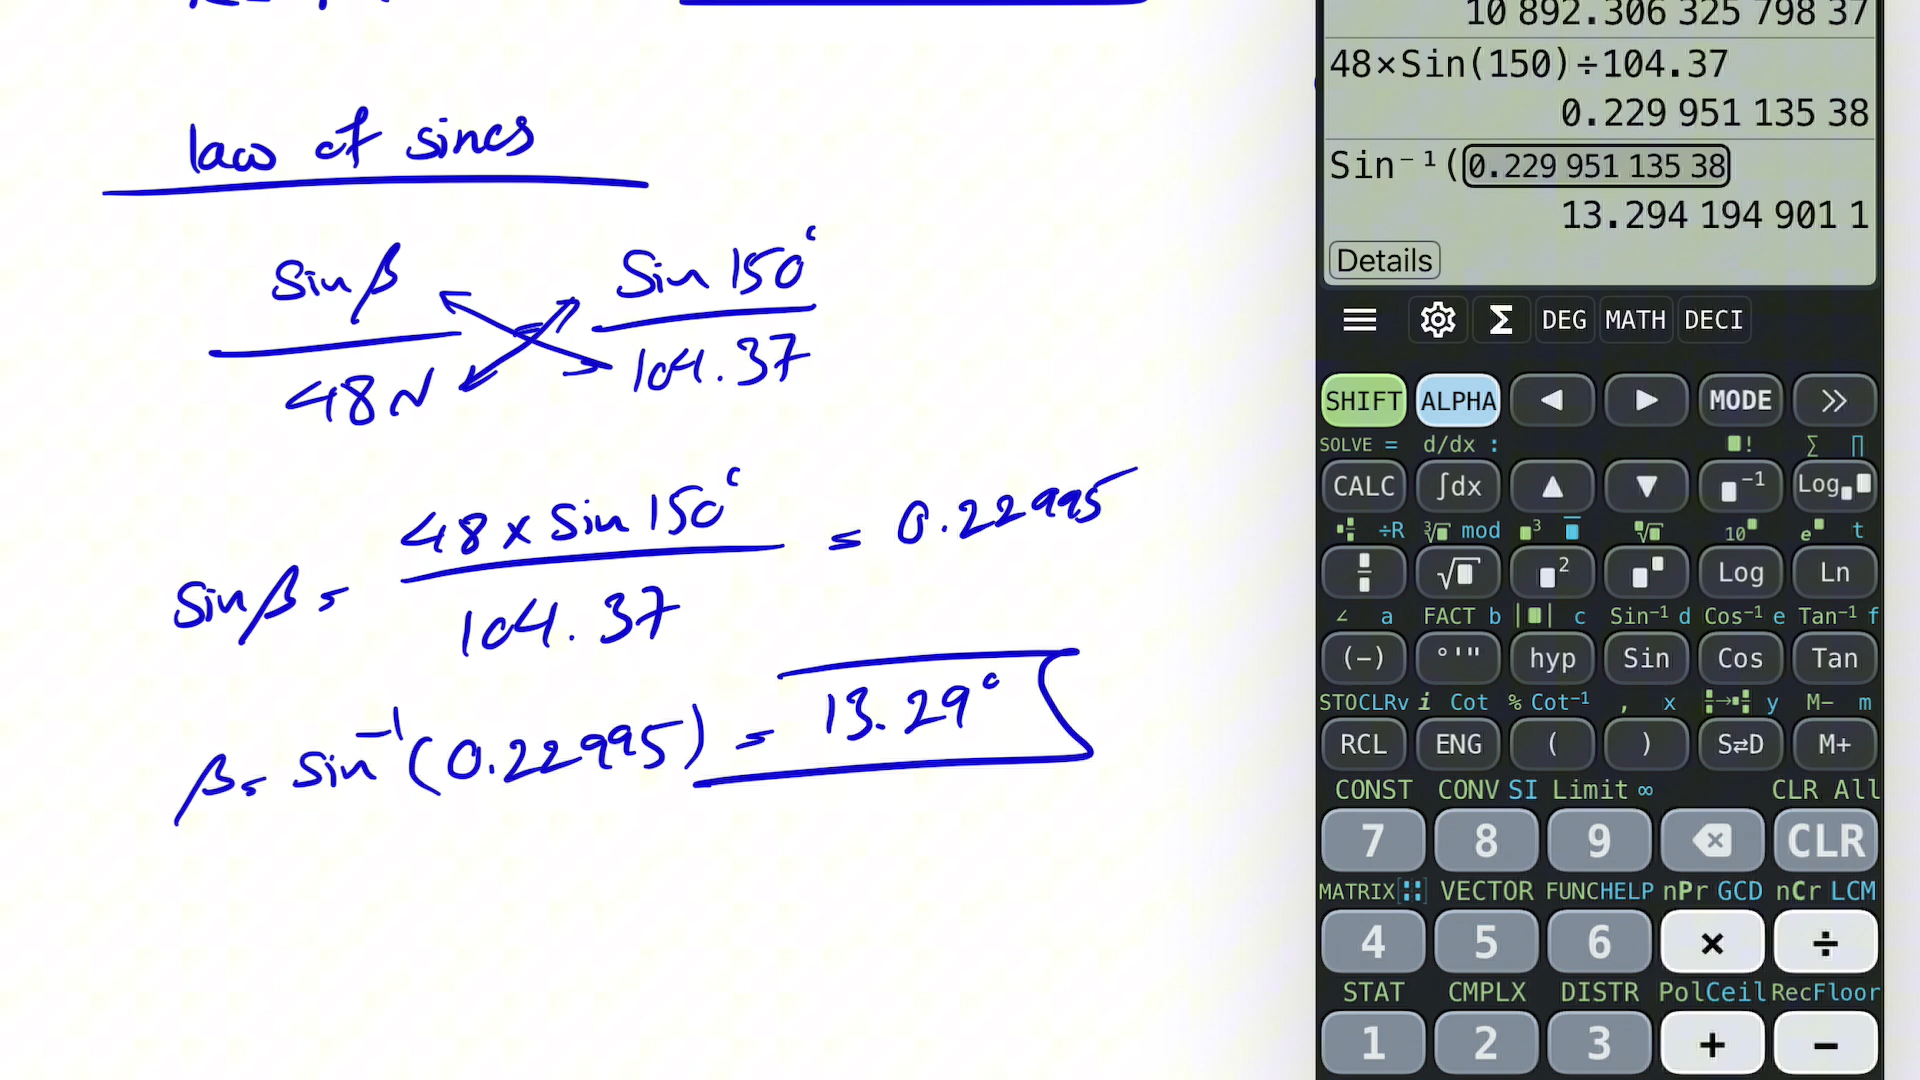 law of sines
sin β / 48 N Sin 150° / 104.37
sin β = 48 x sin 150° / 104.37 = 0.22995
β = sin⁻¹(0.22995) = 13.29°
10 892.306 325 798 37
48×Sin(150)÷104.37
0.229 951 135 38
Sin⁻¹(0.229 951 135 38
13.294 194 901 1
Details
Σ DEG MATH DECI
SHIFT ALPHA ◀ ▶ MODE >>
SOLVE = d/dx : ■! Σ ∏
CALC ∫dx ▲ ▼ ■⁻¹ Log■■
÷R ³√■ mod ■³ ■√■ 10■ e■ t
√■ ■² ■■ Log Ln
∠ a FACT b |■| c Sin⁻¹ d Cos⁻¹ e Tan⁻¹ f
(−) °'" hyp Sin Cos Tan
STO CLRv i Cot % Cot⁻¹ , x y M− m
RCL ENG ( ) S⇄D M+
CONST CONV SI Limit ∞ CLR All
7 8 9 CLR
MATRIX VECTOR FUNC HELP nPr GCD nCr LCM
4 5 6 × ÷
STAT CMPLX DISTR Pol Ceil Rec Floor
1 2 3 + −